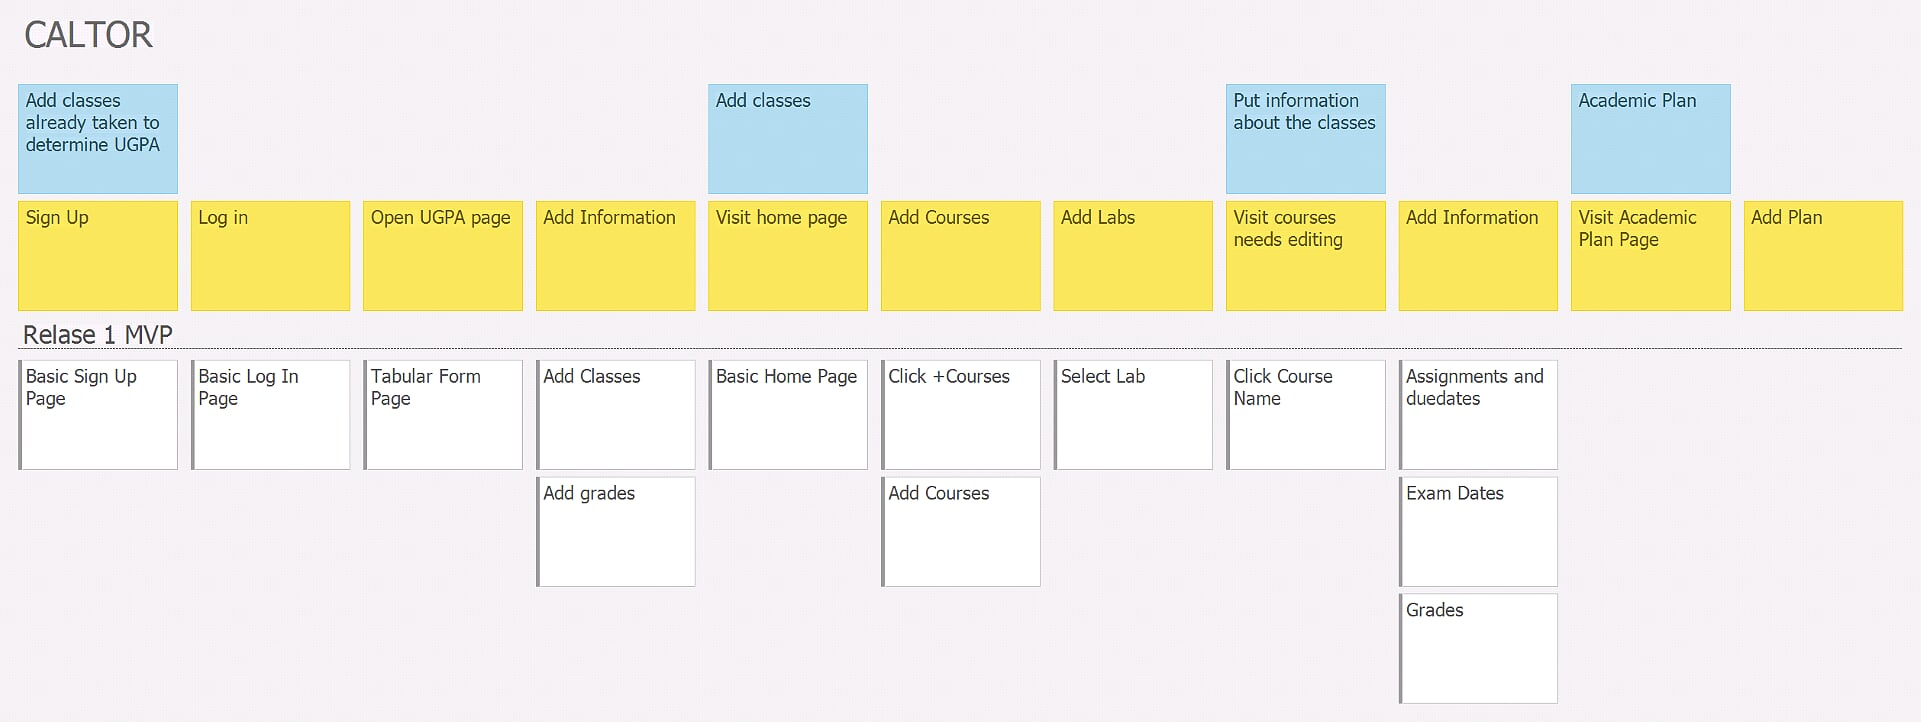 CALTOR
Add classes
already taken to
determine UGPA
Add classes
Put information
about the classes
Academic Plan
Sign Up
Log in
Open UGPA page
Add Information
Visit home page
Add Courses
Add Labs
Visit courses
needs editing
Add Information
Visit Academic
Plan Page
Add Plan
Relase 1 MVP
Basic Sign Up
Page
Basic Log In
Page
Tabular Form
Page
Add Classes
Basic Home Page
Click +Courses
Select Lab
Click Course
Name
Assignments and
duedates
Add grades
Add Courses
Exam Dates
Grades